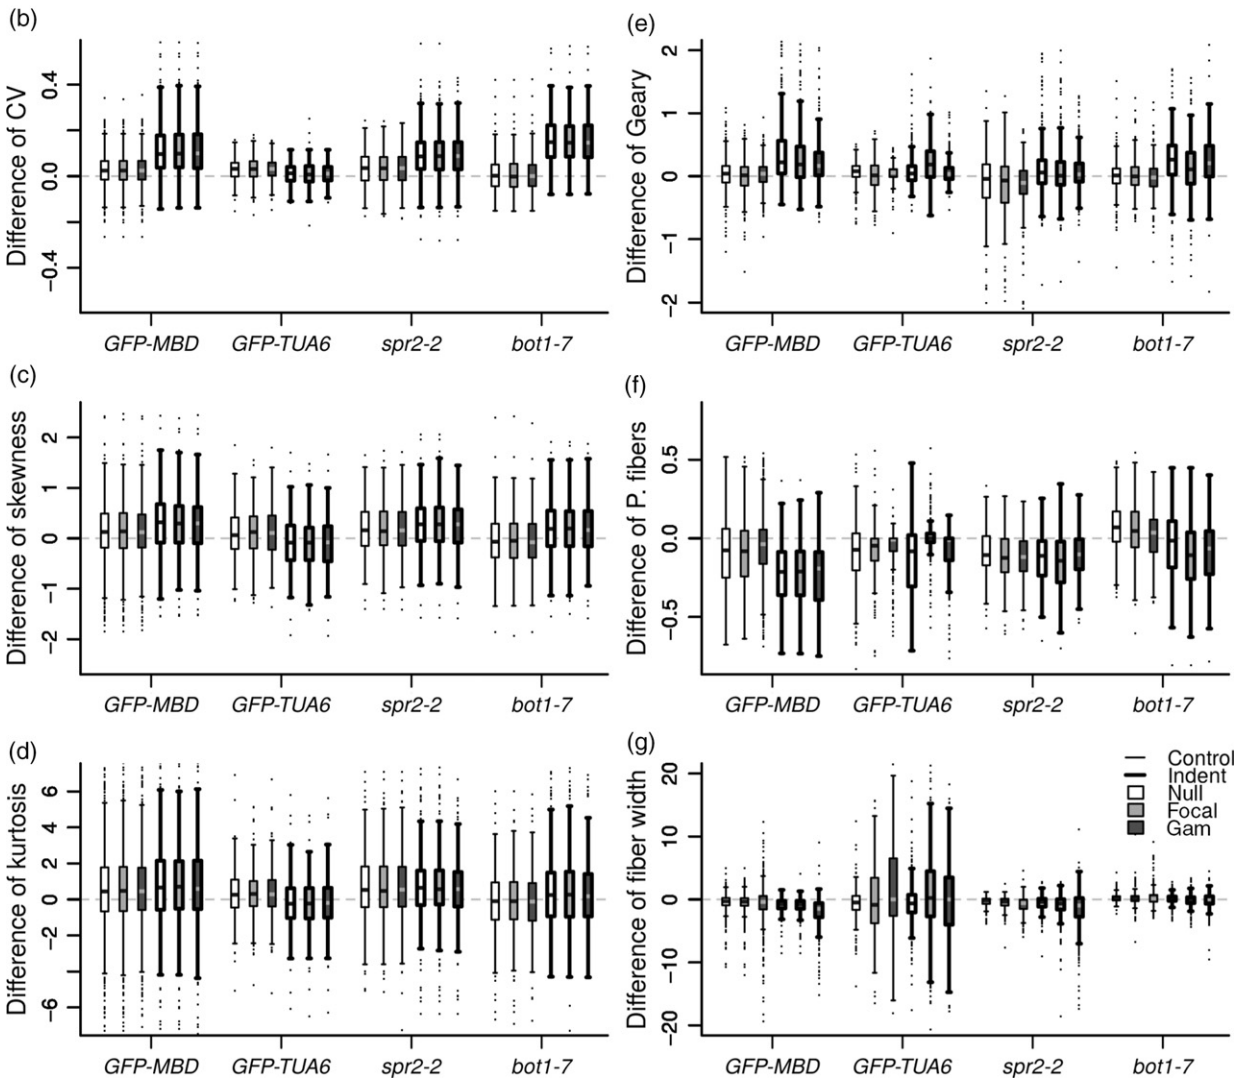 (b)
Difference of CV
0.4
0.0
−0.4
GFP-MBD GFP-TUA6 spr2-2 bot1-7
(c)
Difference of skewness
2
1
0
−1
−2
GFP-MBD GFP-TUA6 spr2-2 bot1-7
(d)
Difference of kurtosis
6
4
2
0
−2
−6
GFP-MBD GFP-TUA6 spr2-2 bot1-7
(e)
Difference of Geary
2
1
0
−1
−2
GFP-MBD GFP-TUA6 spr2-2 bot1-7
(f)
Difference of P. fibers
0.5
0.0
−0.5
GFP-MBD GFP-TUA6 spr2-2 bot1-7
(g)
Difference of fiber width
20
10
0
−10
−20
Control
Indent
Null
Focal
Gam
GFP-MBD GFP-TUA6 spr2-2 bot1-7